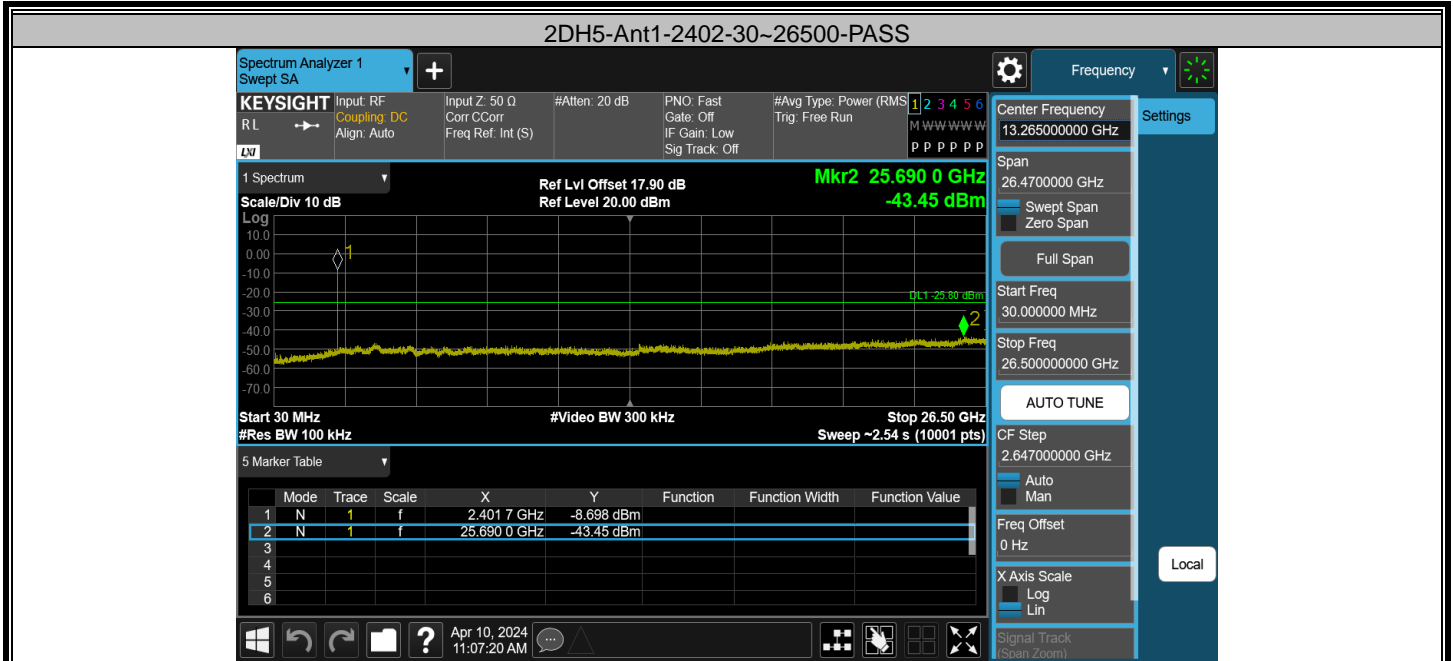 2DH5-Ant1-2402-30~26500-PASS
Spectrum Analyzer 1
Swept SA
Frequency
KEYSIGHT
RL
LXI
Input: RF
Coupling: DC
Align: Auto
Input Z: 50 Ω
Corr CCorr
Freq Ref: Int (S)
#Atten: 20 dB
PNO: Fast
Gate: Off
IF Gain: Low
Sig Track: Off
#Avg Type: Power (RMS
Trig: Free Run
1 2 3 4 5 6
M W W W W W
P P P P P P
1 Spectrum
Scale/Div 10 dB
Ref Lvl Offset 17.90 dB
Ref Level 20.00 dBm
Mkr2 25.690 0 GHz
-43.45 dBm
Log
10.0
0.00
-10.0
-20.0
-30.0
-40.0
-50.0
-60.0
-70.0
1
DL1 -25.80 dBm
2
Start 30 MHz
#Video BW 300 kHz
Stop 26.50 GHz
#Res BW 100 kHz
Sweep ~2.54 s (10001 pts)
5 Marker Table
Mode Trace Scale X Y Function Function Width Function Value
1 N 1 f 2.401 7 GHz -8.698 dBm
2 N 1 f 25.690 0 GHz -43.45 dBm
3
4
5
6
Center Frequency
13.265000000 GHz
Settings
Span
26.4700000 GHz
Swept Span
Zero Span
Full Span
Start Freq
30.000000 MHz
Stop Freq
26.500000000 GHz
AUTO TUNE
CF Step
2.647000000 GHz
Auto
Man
Freq Offset
0 Hz
X Axis Scale
Log
Lin
Signal Track
(Span Zoom)
Local
?
Apr 10, 2024
11:07:20 AM